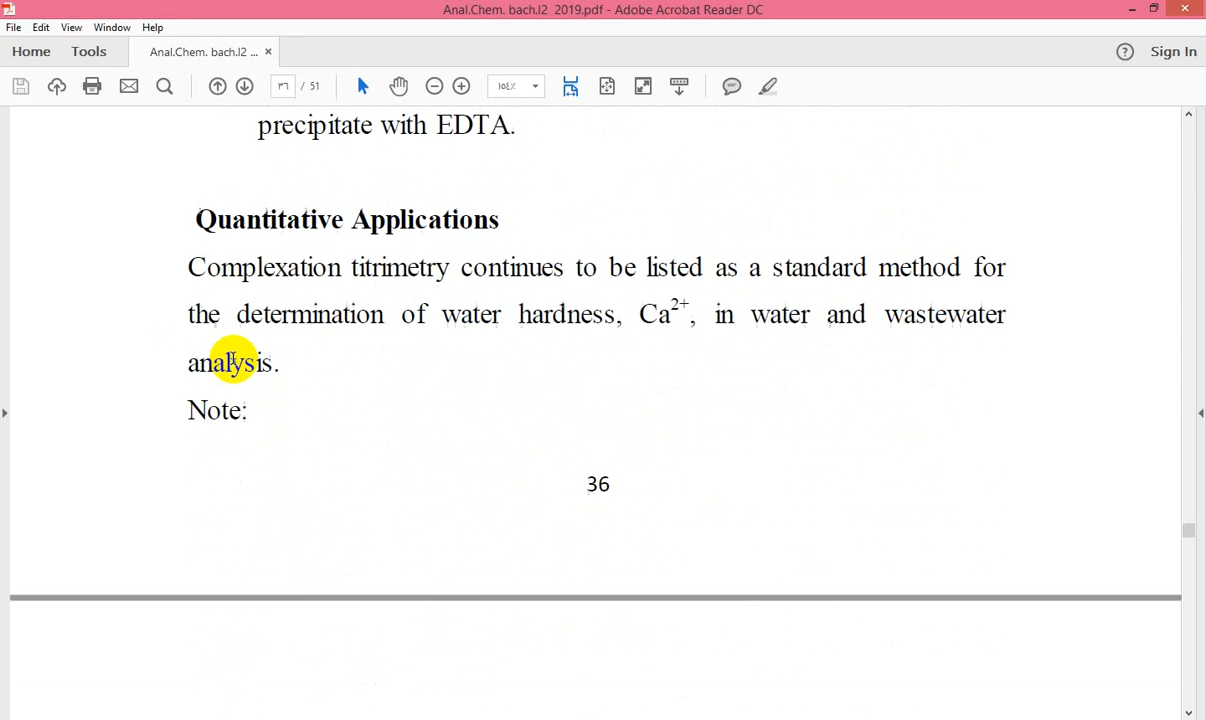 Anal.Chem. bach.l2 2019.pdf - Adobe Acrobat Reader DC
File Edit View Window Help
Home Tools Anal.Chem. bach.l2 ... × Sign In
٣٦ / 51 ١٥٤٪
precipitate with EDTA.
Quantitative Applications
Complexation titrimetry continues to be listed as a standard method for
the determination of water hardness, Ca²⁺, in water and wastewater
analysis.
Note:
36